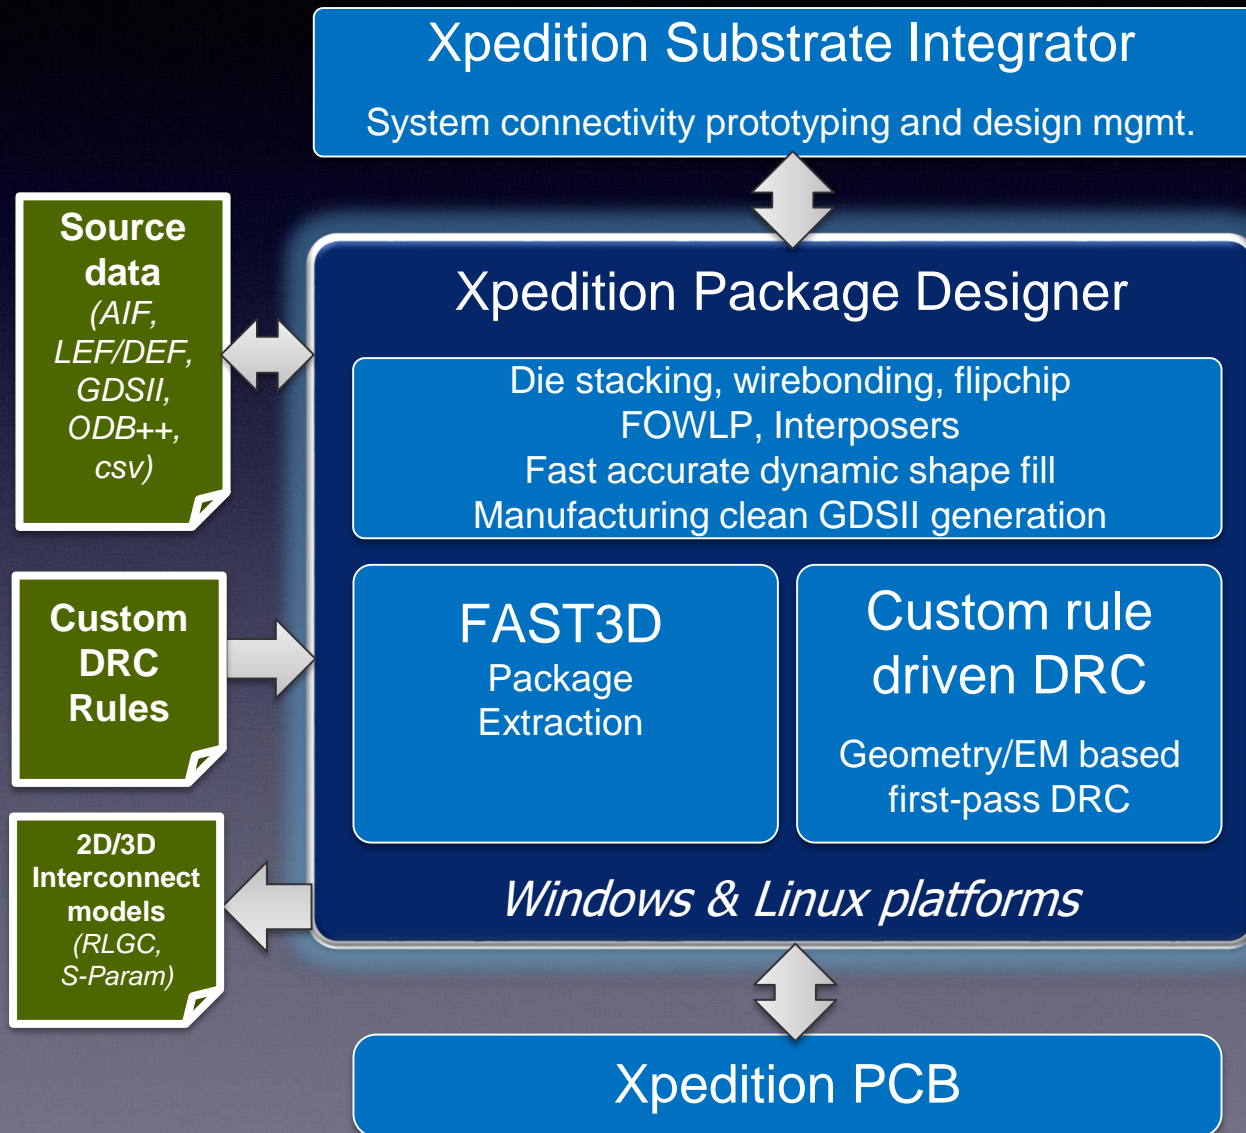 Xpedition Substrate Integrator
System connectivity prototyping and design mgmt.
Source
data
(AIF,
LEF/DEF,
GDSII,
ODB++,
csv)
Xpedition Package Designer
Die stacking, wirebonding, flipchip
FOWLP, Interposers
Fast accurate dynamic shape fill
Manufacturing clean GDSII generation
Custom
DRC
Rules
FAST3D
Package
Extraction
Custom rule
driven DRC
Geometry/EM based
first-pass DRC
2D/3D
Interconnect
models
(RLGC,
S-Param)
Windows & Linux platforms
Xpedition PCB